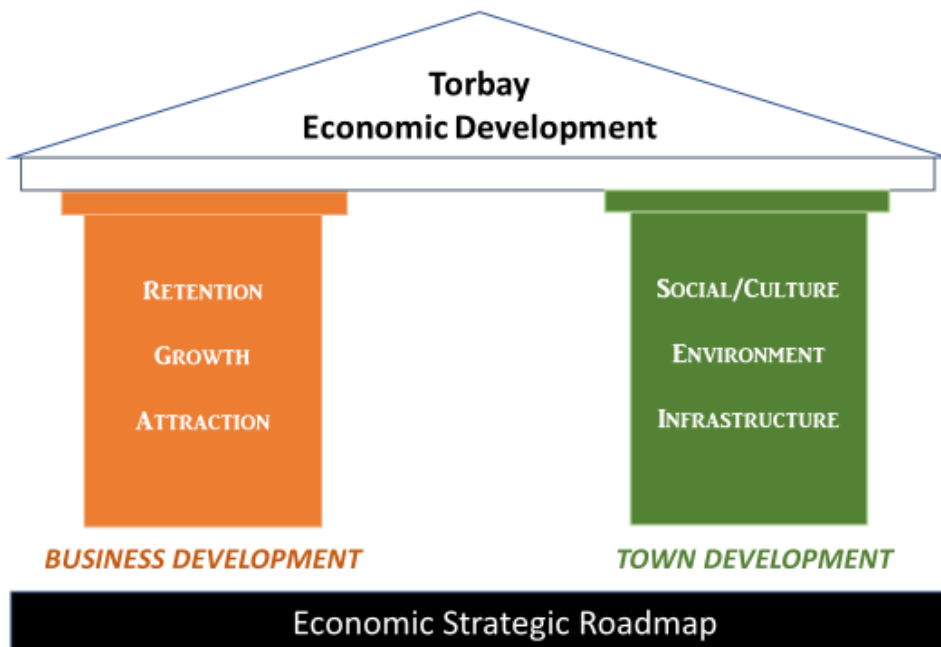 Torbay
Economic Development
RETENTION
GROWTH
ATTRACTION
SOCIAL/CULTURE
ENVIRONMENT
INFRASTRUCTURE
BUSINESS DEVELOPMENT
TOWN DEVELOPMENT
Economic Strategic Roadmap